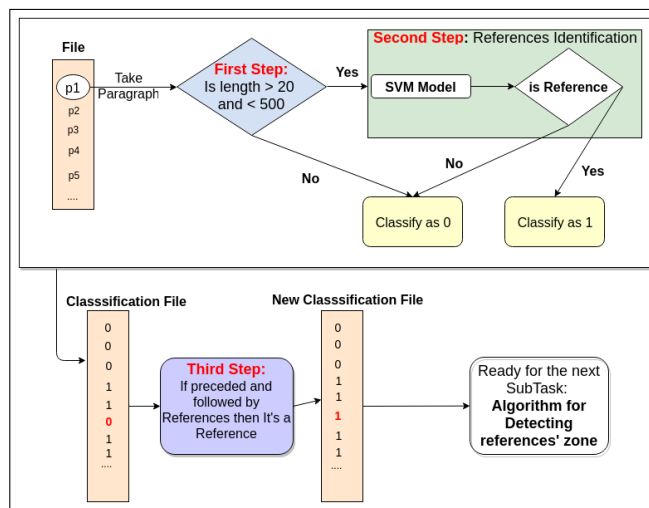 File
p1
p2
p3
p4
p5
....
Take
Paragraph
First Step:
Is length > 20
and < 500
Yes
No
Second Step: References Identification
SVM Model
is Reference
No
Yes
Classify as 0
Classify as 1
Classsification File
0
0
0
1
1
0
1
1
....
Third Step:
If preceded and
followed by
References then It's a
Reference
New Classsification File
0
0
0
1
1
1
1
1
....
Ready for the next
SubTask:
Algorithm for
Detecting
references' zone